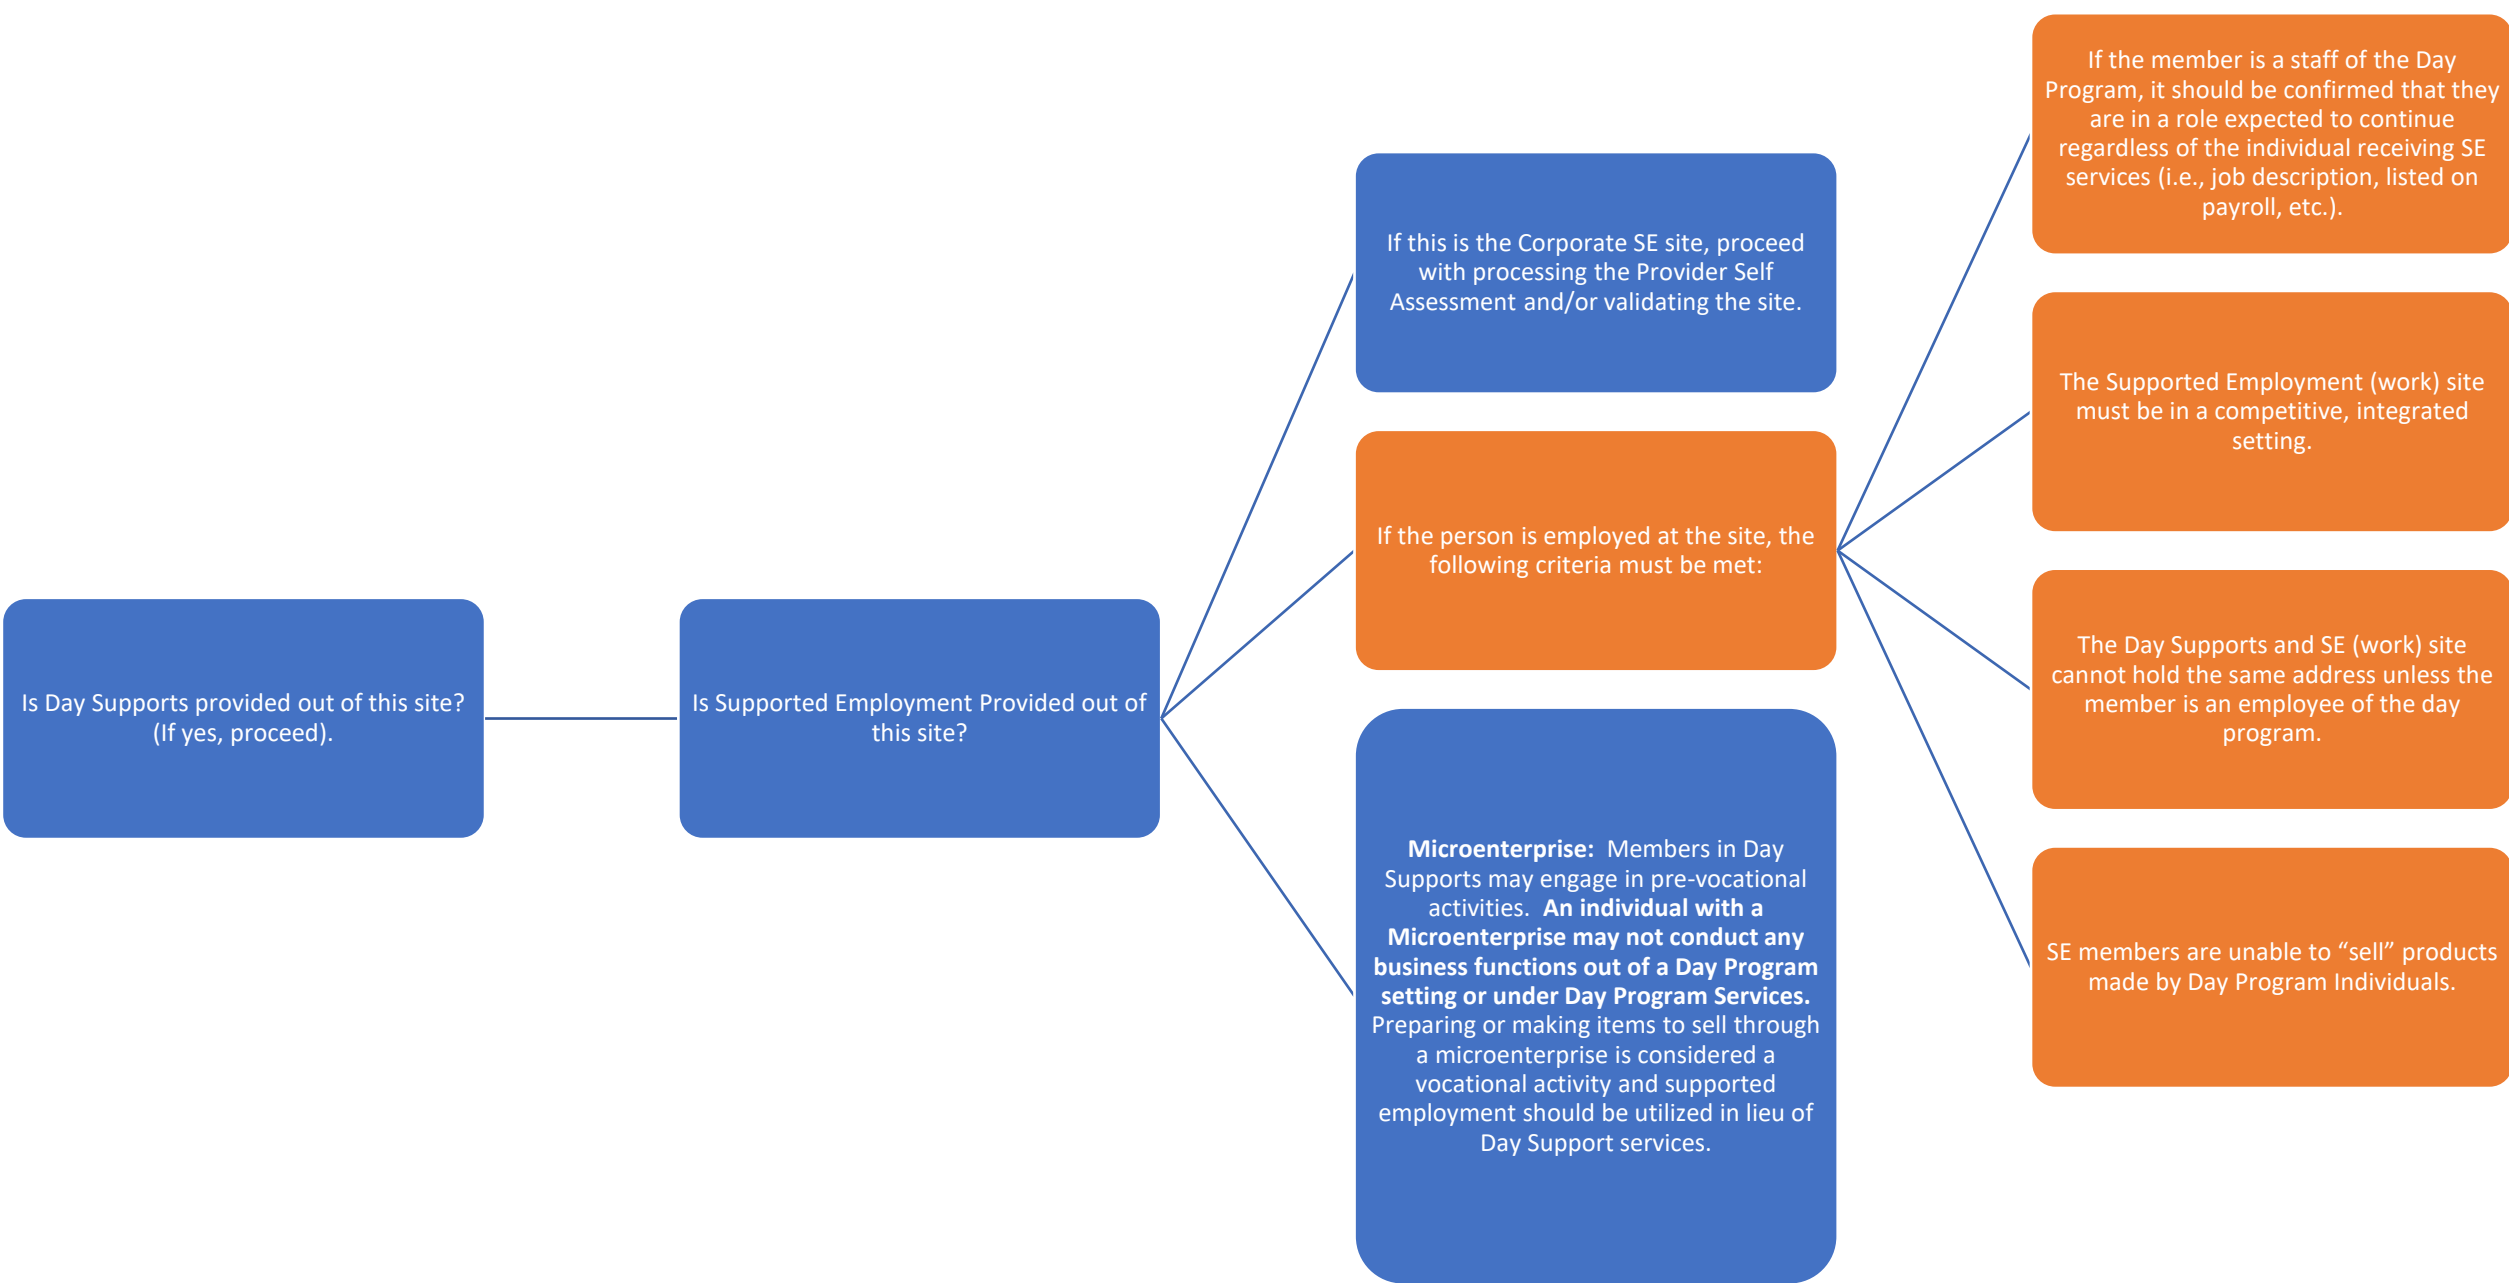 Is Day Supports provided out of this site?
(If yes, proceed).
Is Supported Employment Provided out of
this site?
If this is the Corporate SE site, proceed
with processing the Provider Self
Assessment and/or validating the site.
If the person is employed at the site, the
following criteria must be met:
Microenterprise:  Members in Day
Supports may engage in pre-vocational
activities.  An individual with a
Microenterprise may not conduct any
business functions out of a Day Program
setting or under Day Program Services.
Preparing or making items to sell through
a microenterprise is considered a
vocational activity and supported
employment should be utilized in lieu of
Day Support services.
If the member is a staff of the Day
Program, it should be confirmed that they
are in a role expected to continue
regardless of the individual receiving SE
services (i.e., job description, listed on
payroll, etc.).
The Supported Employment (work) site
must be in a competitive, integrated
setting.
The Day Supports and SE (work) site
cannot hold the same address unless the
member is an employee of the day
program.
SE members are unable to “sell” products
made by Day Program Individuals.